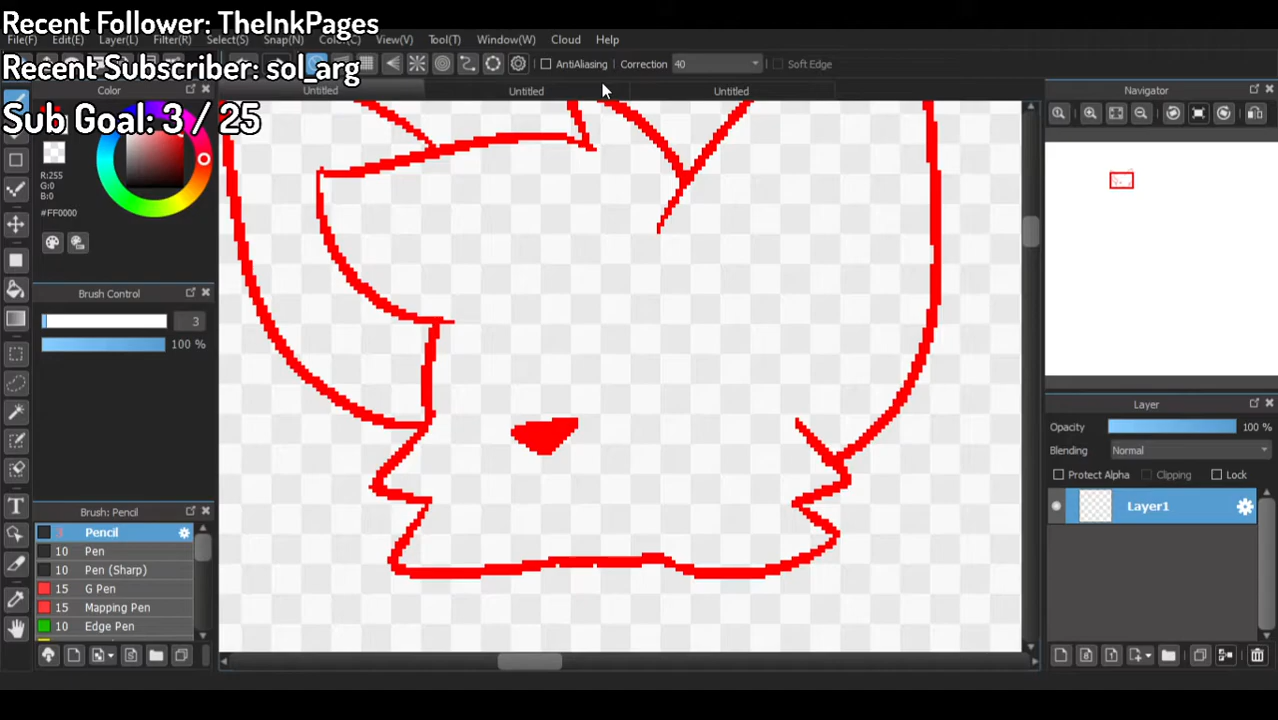 Recent Follower: TheInkPages
File(F) Edit(E) Layer(L) Filter(R) Select(S) Snap(N) Color(C) View(V) Tool(T) Window(W) Cloud Help
Recent Subscriber: sol_arg
AntiAliasing Correction 40 Soft Edge
Color
Untitled Untitled Untitled
Navigator
Sub Goal: 3 / 25
R:255
G:0
B:0
#FF0000
Brush Control
3
100 %
Layer
Opacity 100 %
Blending Normal
Protect Alpha Clipping Lock
Layer1
Brush: Pencil
3 Pencil
10 Pen
10 Pen (Sharp)
15 G Pen
15 Mapping Pen
10 Edge Pen